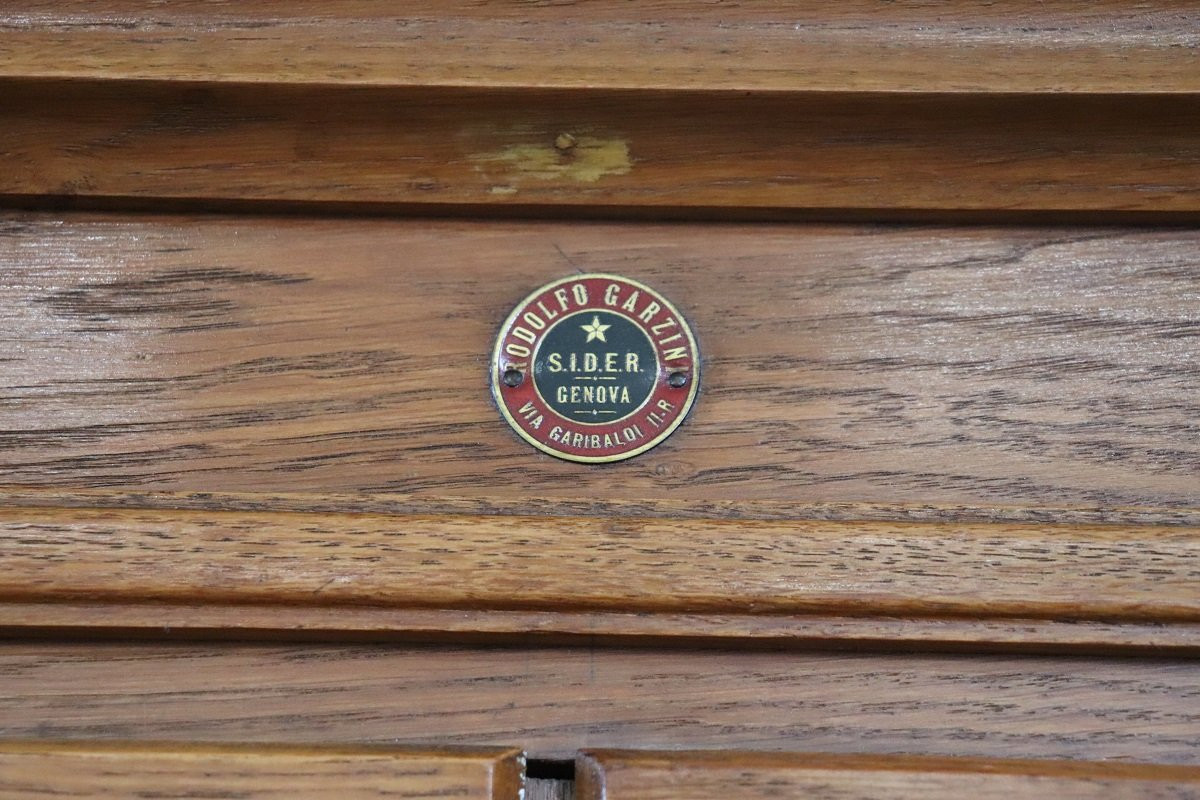 RODOLFO GARZINI
S.I.D.E.R.
GENOVA
VIA GARIBALDI 11-R